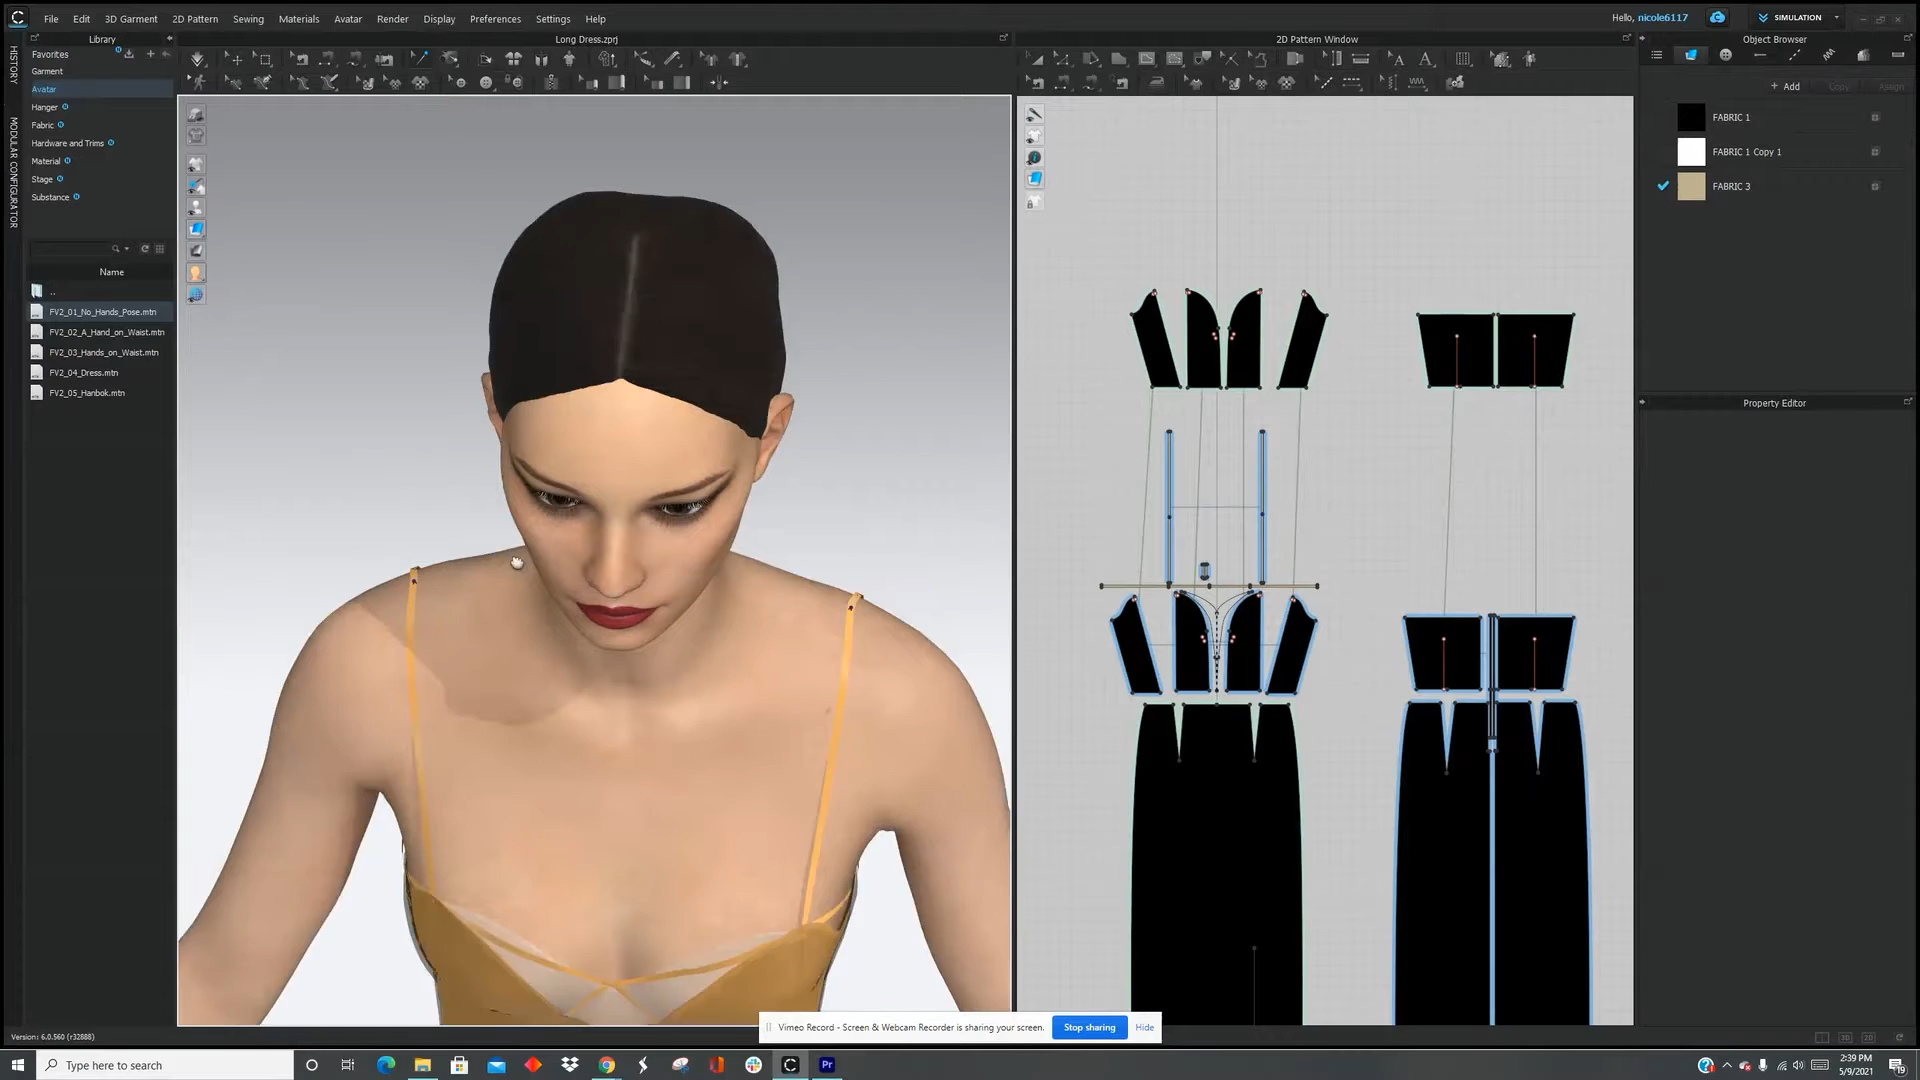 File Edit 3D Garment 2D Pattern Sewing Materials Avatar Render Display Preferences Settings Help
Hello, nicole6117
SIMULATION
Library
Long Dress.zprj
2D Pattern Window
Object Browser
HISTORY
MODULAR CONFIGURATOR
Favorites
Garment
Avatar
Hanger
Fabric
Hardware and Trims
Material
Stage
Substance
Name
..
FV2_01_No_Hands_Pose.mtn
FV2_02_A_Hand_on_Waist.mtn
FV2_03_Hands_on_Waist.mtn
FV2_04_Dress.mtn
FV2_05_Hanbok.mtn
+ Add Copy Assign
FABRIC 1
FABRIC 1 Copy 1
FABRIC 3
Property Editor
Vimeo Record - Screen & Webcam Recorder is sharing your screen.
Stop sharing
Hide
Version: 6.0.560 (r32888)
Type here to search
2:39 PM
5/9/2021